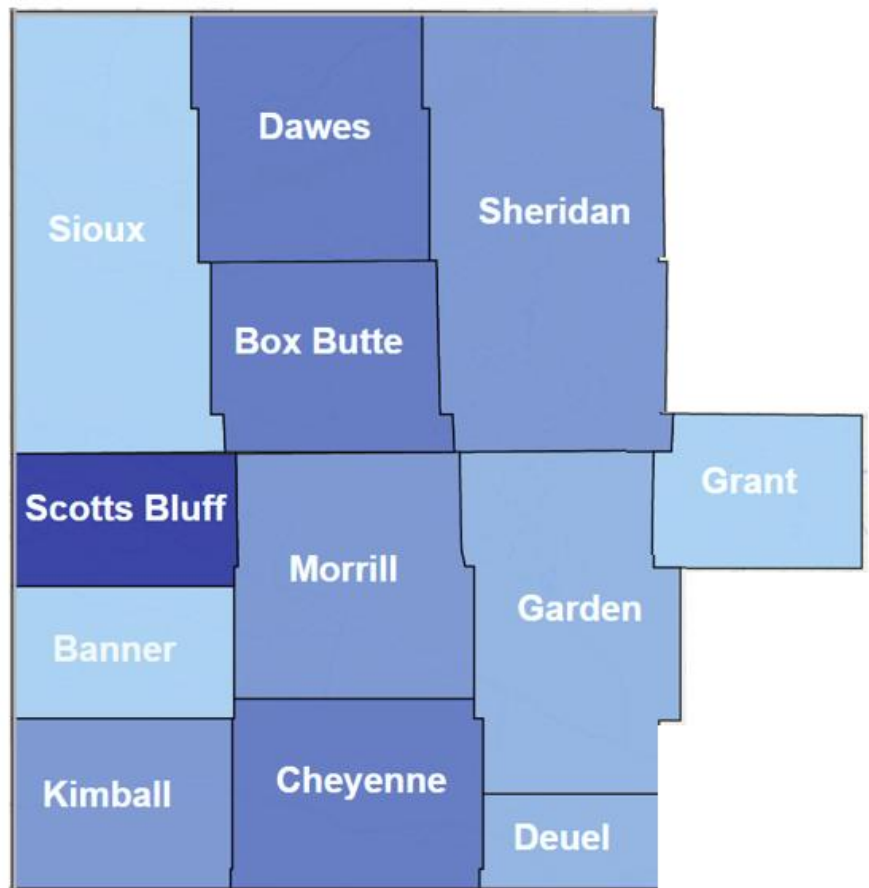 Dawes
Sheridan
Sioux
Box Butte
Grant
Scotts Bluff
Morrill
Garden
Banner
Cheyenne
Kimball
Deuel